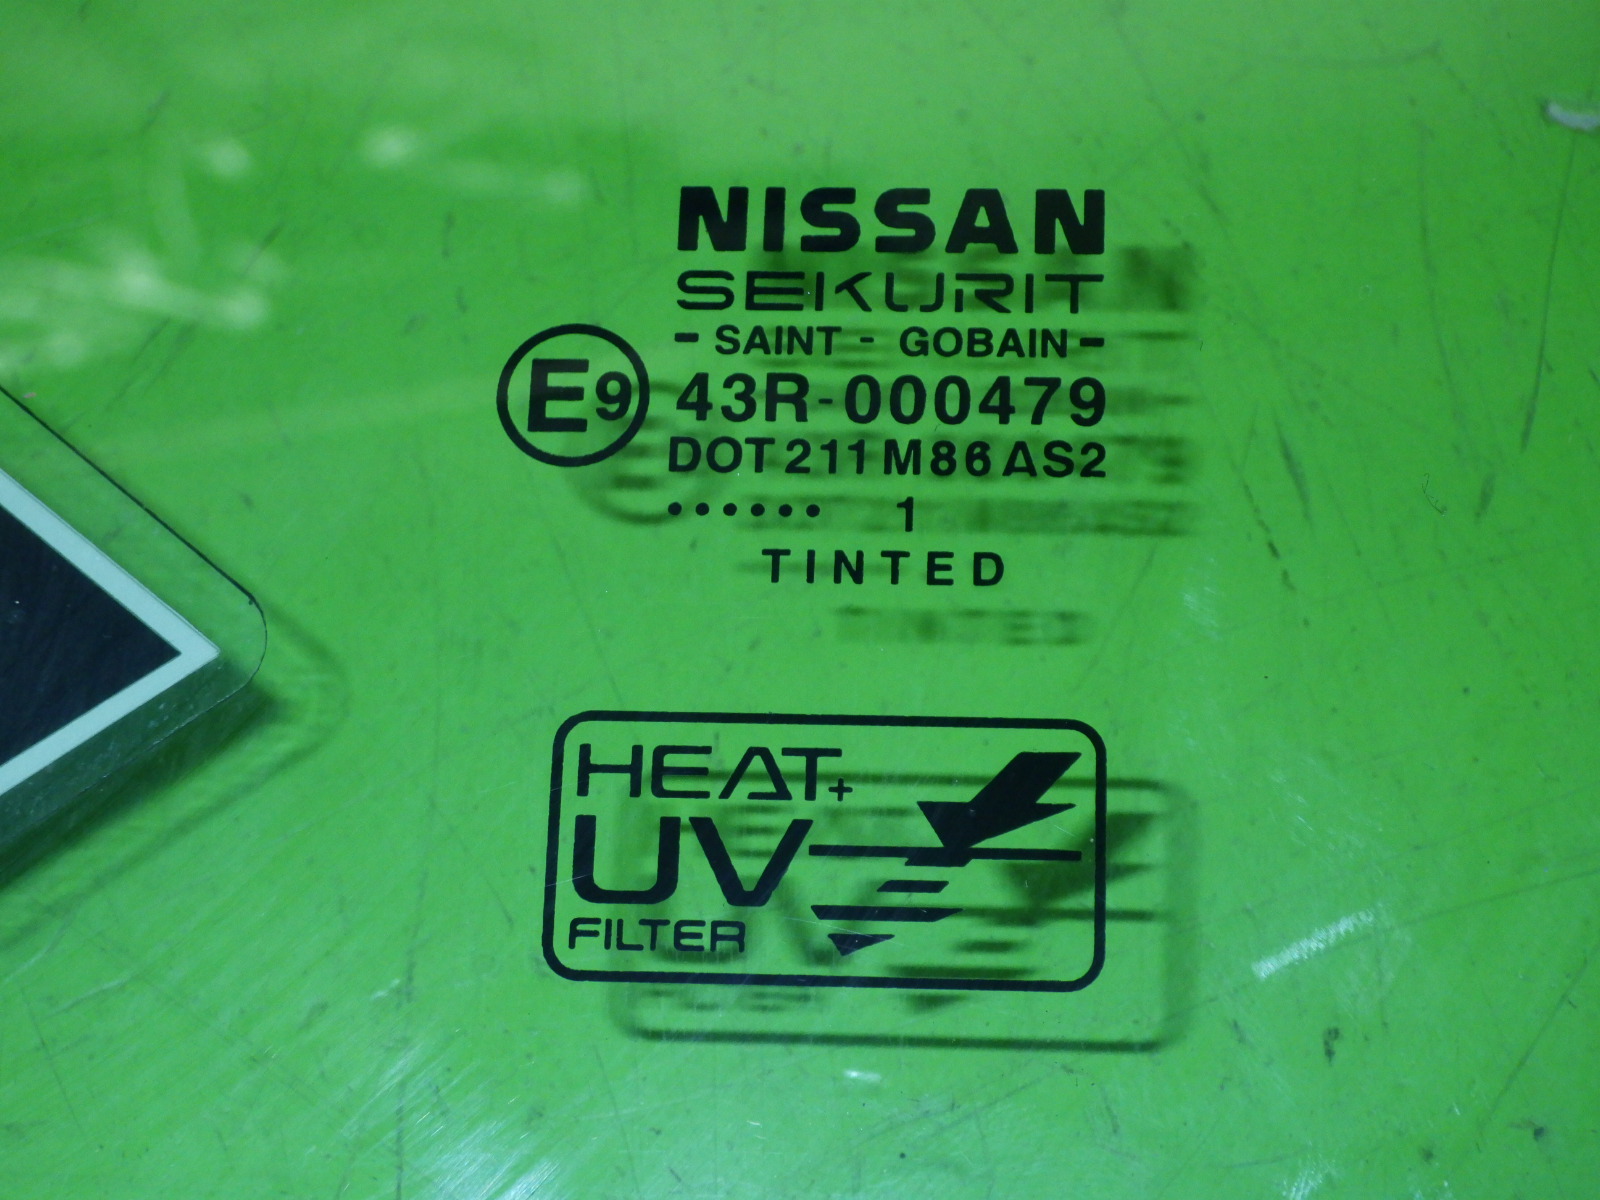 NISSAN
SEKURIT
- SAINT - GOBAIN -
E9 43R-000479
DOT 211 M86 AS2
...... 1
TINTED
HEAT+
UV
FILTER